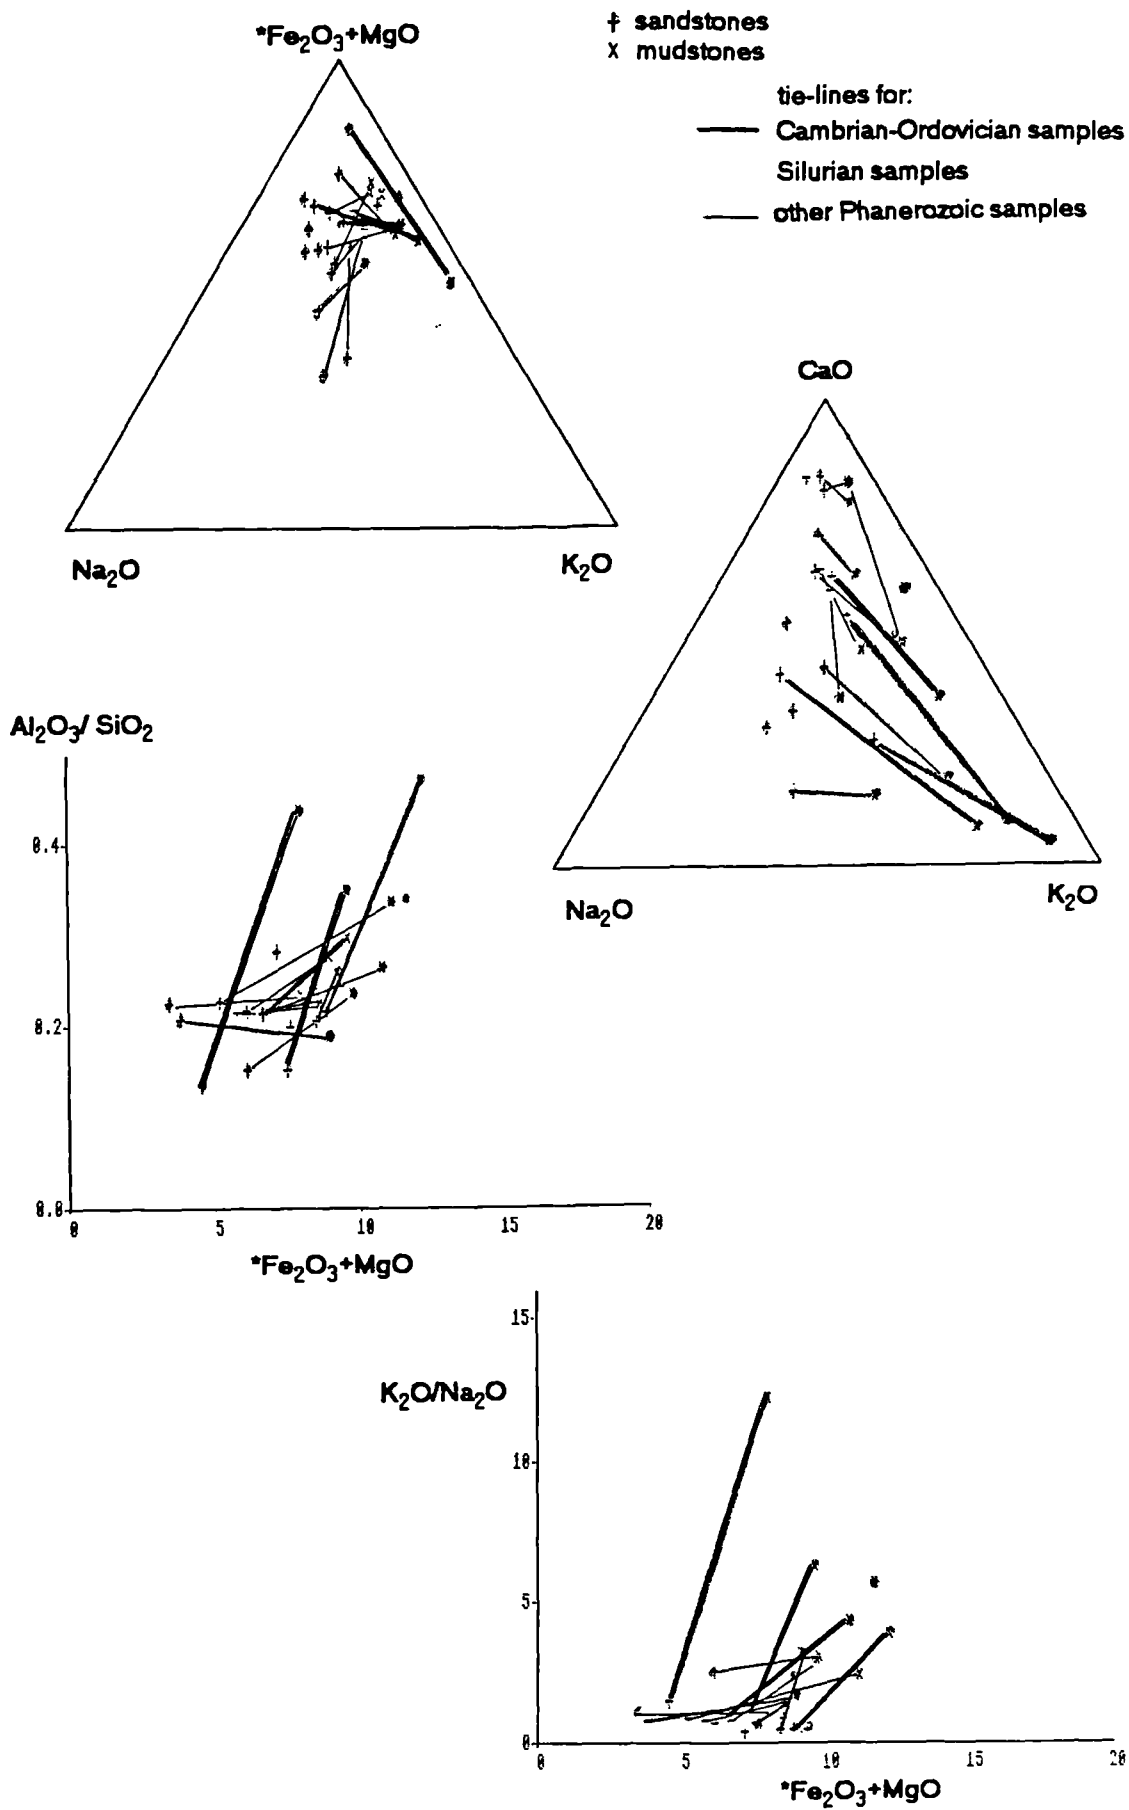 *Fe₂O₃+MgO
† sandstones
x mudstones
tie-lines for:
Cambrian-Ordovician samples
Silurian samples
other Phanerozoic samples
Na₂O
K₂O
CaO
Na₂O
K₂O
Al₂O₃/ SiO₂
0.4
0.2
0.0
0 5 10 15 20
*Fe₂O₃+MgO
K₂O/Na₂O
15
10
5
0
0 5 10 15 20
*Fe₂O₃+MgO